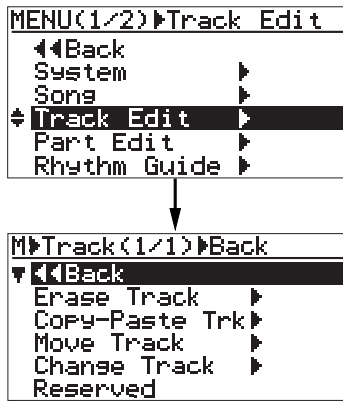 MENU(1/2)▶Track Edit
◀◀Back
System ▶
Song ▶
Track Edit ▶
Part Edit ▶
Rhythm Guide ▶
M▶Track(1/1)▶Back
◀◀Back
Erase Track ▶
Copy-Paste Trk▶
Move Track ▶
Change Track ▶
Reserved